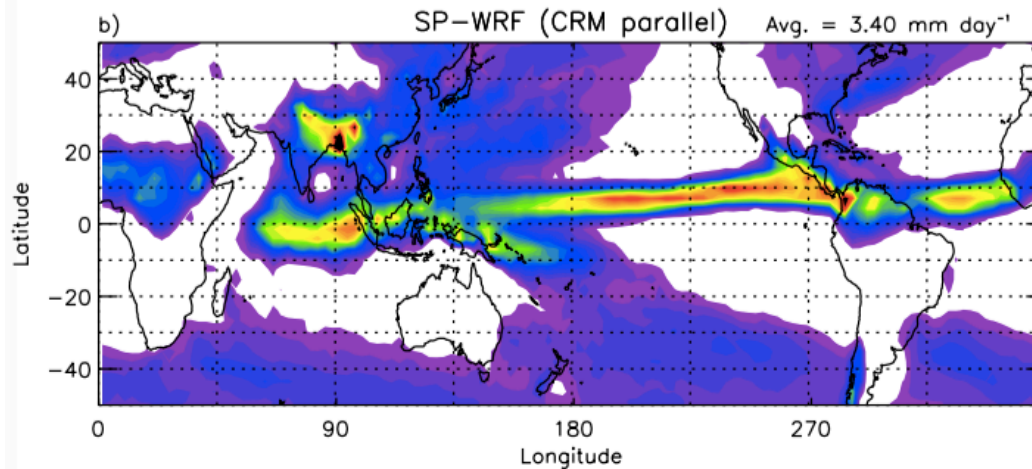 b) SP-WRF (CRM parallel) Avg. = 3.40 mm day⁻¹
40
20
0
−20
−40
Latitude
0 90 180 270
Longitude